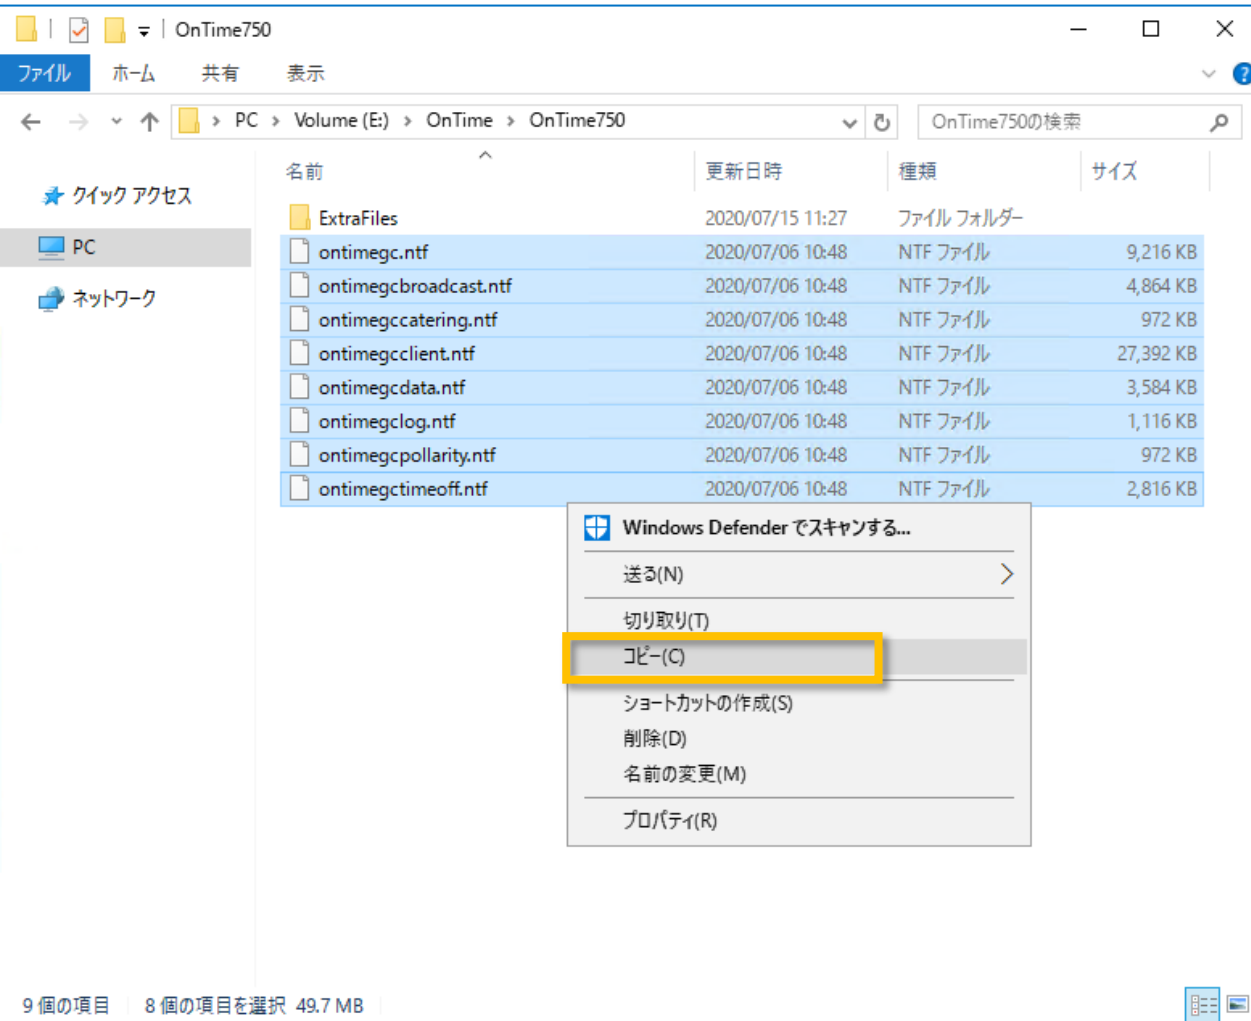 OnTime750
ファイル ホーム 共有 表示
PC > Volume (E:) > OnTime > OnTime750 OnTime750の検索
名前 更新日時 種類 サイズ
クイック アクセス
PC
ネットワーク
ExtraFiles 2020/07/15 11:27 ファイル フォルダー
ontimegc.ntf 2020/07/06 10:48 NTF ファイル 9,216 KB
ontimegcbroadcast.ntf 2020/07/06 10:48 NTF ファイル 4,864 KB
ontimegccatering.ntf 2020/07/06 10:48 NTF ファイル 972 KB
ontimegcclient.ntf 2020/07/06 10:48 NTF ファイル 27,392 KB
ontimegcdata.ntf 2020/07/06 10:48 NTF ファイル 3,584 KB
ontimegclog.ntf 2020/07/06 10:48 NTF ファイル 1,116 KB
ontimegcpollarity.ntf 2020/07/06 10:48 NTF ファイル 972 KB
ontimegctimeoff.ntf 2020/07/06 10:48 NTF ファイル 2,816 KB
Windows Defender でスキャンする...
送る(N)
切り取り(T)
コピー(C)
ショートカットの作成(S)
削除(D)
名前の変更(M)
プロパティ(R)
9 個の項目 8 個の項目を選択 49.7 MB